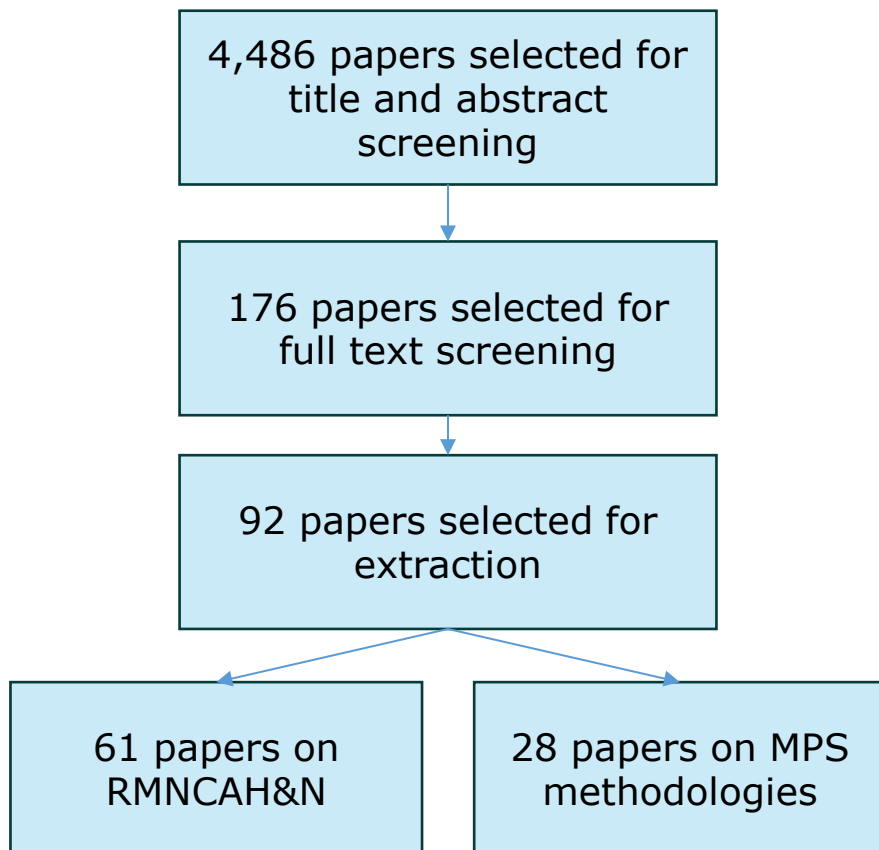 4,486 papers selected for
title and abstract
screening
176 papers selected for
full text screening
92 papers selected for
extraction
61 papers on
RMNCAH&N
28 papers on MPS
methodologies